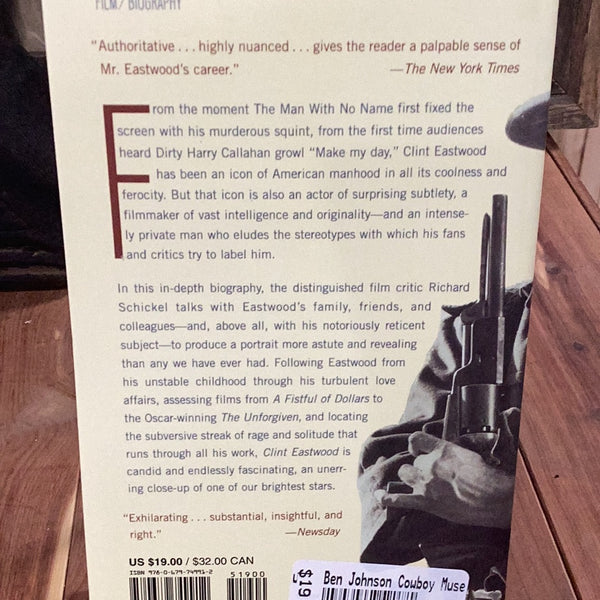 FILM / BIOGRAPHY
“Authoritative . . . highly nuanced . . . gives the reader a palpable sense of
Mr. Eastwood’s career.” —The New York Times
From the moment The Man With No Name first fixed the
screen with his murderous squint, from the first time audiences
heard Dirty Harry Callahan growl “Make my day,” Clint Eastwood
has been an icon of American manhood in all its coolness and
ferocity. But that icon is also an actor of surprising subtlety, a
filmmaker of vast intelligence and originality—and an intense-
ly private man who eludes the stereotypes with which his fans
and critics try to label him.
In this in-depth biography, the distinguished film critic Richard
Schickel talks with Eastwood’s family, friends, and
colleagues—and, above all, with his notoriously reticent
subject—to produce a portrait more astute and revealing
than any we have ever had. Following Eastwood from
his unstable childhood through his turbulent love
affairs, assessing films from A Fistful of Dollars to
the Oscar-winning The Unforgiven, and locating
the subversive streak of rage and solitude that
runs through all his work, Clint Eastwood is
candid and endlessly fascinating, an unerr-
ing close-up of one of our brightest stars.
“Exhilarating . . . substantial, insightful, and
right.” —Newsday
US $19.00 / $32.00 CAN
ISBN 978-0-679-74991-2
51900
$19
Ben Johnson Cowboy Muse